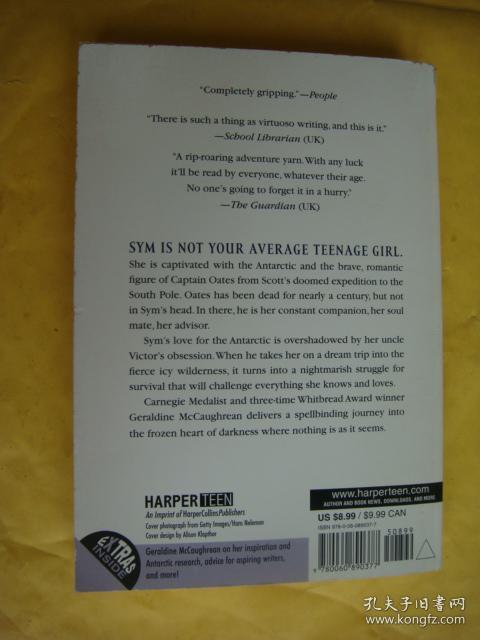 "Completely gripping."—People
"There is such a thing as virtuoso writing, and this is it."
—School Librarian (UK)
"A rip-roaring adventure yarn. With any luck
it'll be read by everyone, whatever their age.
No one's going to forget it in a hurry."
—The Guardian (UK)
SYM IS NOT YOUR AVERAGE TEENAGE GIRL.
She is captivated with the Antarctic and the brave, romantic
figure of Captain Oates from Scott's doomed expedition to the
South Pole. Oates has been dead for nearly a century, but not
in Sym's head. In there, he is her constant companion, her soul
mate, her advisor.
Sym's love for the Antarctic is overshadowed by her uncle
Victor's obsession. When he takes her on a dream trip into the
fierce icy wilderness, it turns into a nightmarish struggle for
survival that will challenge everything she knows and loves.
Carnegie Medalist and three-time Whitbread Award winner
Geraldine McCaughrean delivers a spellbinding journey into
the frozen heart of darkness where nothing is as it seems.
HARPER TEEN
An Imprint of HarperCollinsPublishers
Cover photograph from Getty Images/Hans Neleman
Cover design by Alison Klapthor
EXTRAS
INSIDE
Geraldine McCaughrean on her inspiration and
Antarctic research, advice for aspiring writers,
and more!
www.harperteen.com
AUTHOR AND BOOK NEWS, DOWNLOADS, AND MORE
US $8.99 / $9.99 CAN
ISBN 978-0-06-089037-7
50899
9 780060 890377
孔夫子旧书网
kongfz.com